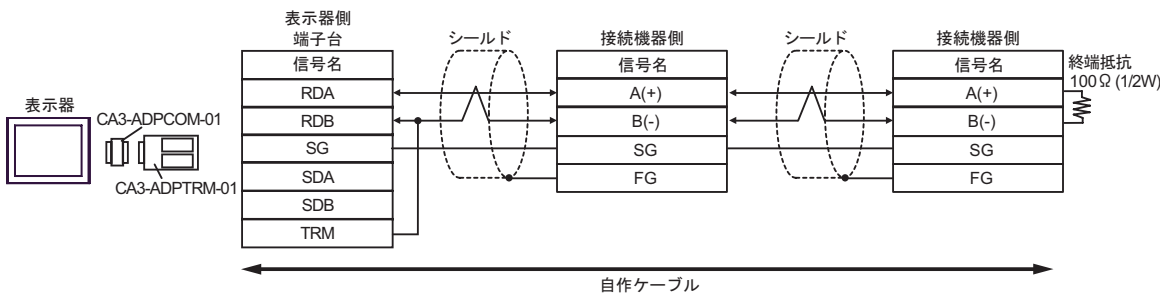 表示器
CA3-ADPCOM-01
CA3-ADPTRM-01
表示器側
端子台
信号名
RDA
RDB
SG
SDA
SDB
TRM
シールド
接続機器側
信号名
A(+)
B(-)
SG
FG
シールド
接続機器側
信号名
A(+)
B(-)
SG
FG
終端抵抗
100Ω (1/2W)
自作ケーブル